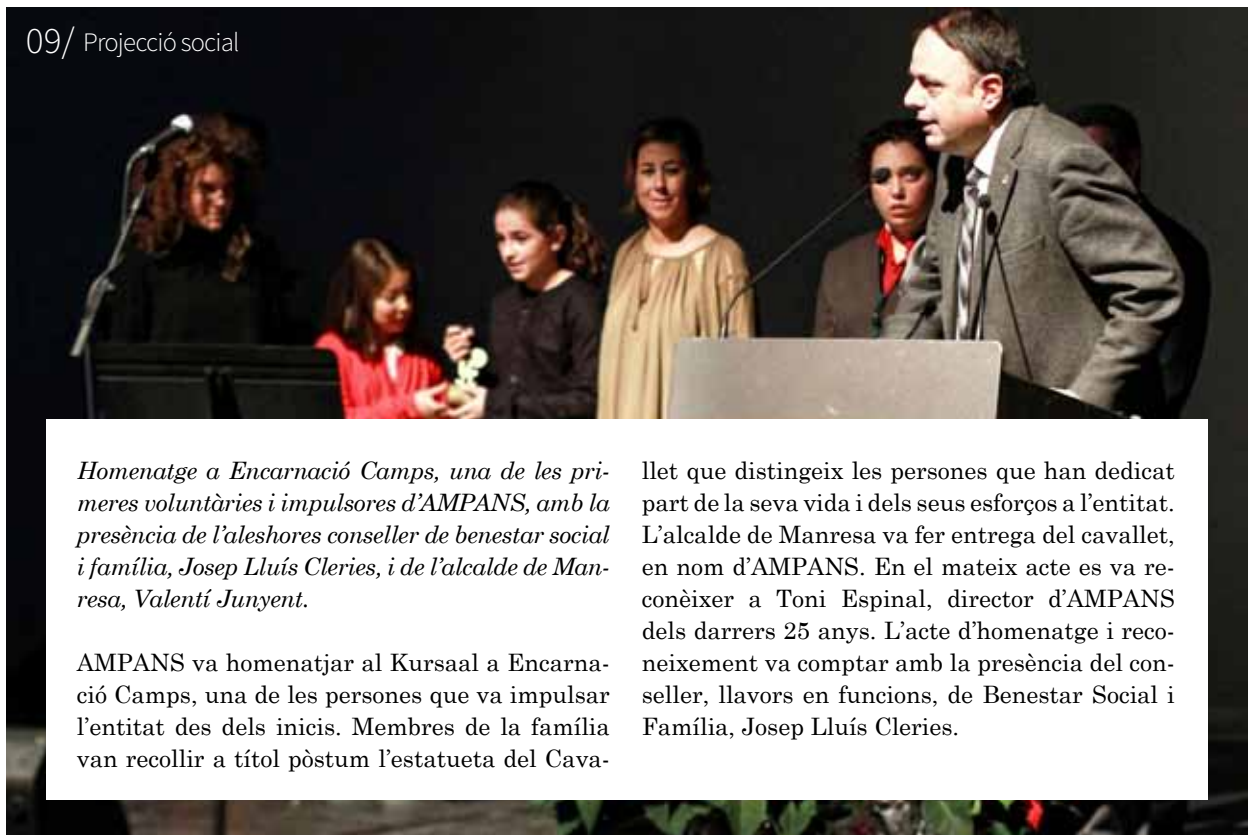 09/ Projecció social
Homenatge a Encarnació Camps, una de les pri-
meres voluntàries i impulsores d’AMPANS, amb la
presència de l’aleshores conseller de benestar social
i família, Josep Lluís Cleries, i de l’alcalde de Man-
resa, Valentí Junyent.
AMPANS va homenatjar al Kursaal a Encarna-
ció Camps, una de les persones que va impulsar
l’entitat des dels inicis. Membres de la família
van recollir a títol pòstum l’estatueta del Cava-
llet que distingeix les persones que han dedicat
part de la seva vida i dels seus esforços a l’entitat.
L’alcalde de Manresa va fer entrega del cavallet,
en nom d’AMPANS. En el mateix acte es va re-
conèixer a Toni Espinal, director d’AMPANS
dels darrers 25 anys. L’acte d’homenatge i reco-
neixement va comptar amb la presència del con-
seller, llavors en funcions, de Benestar Social i
Família, Josep Lluís Cleries.